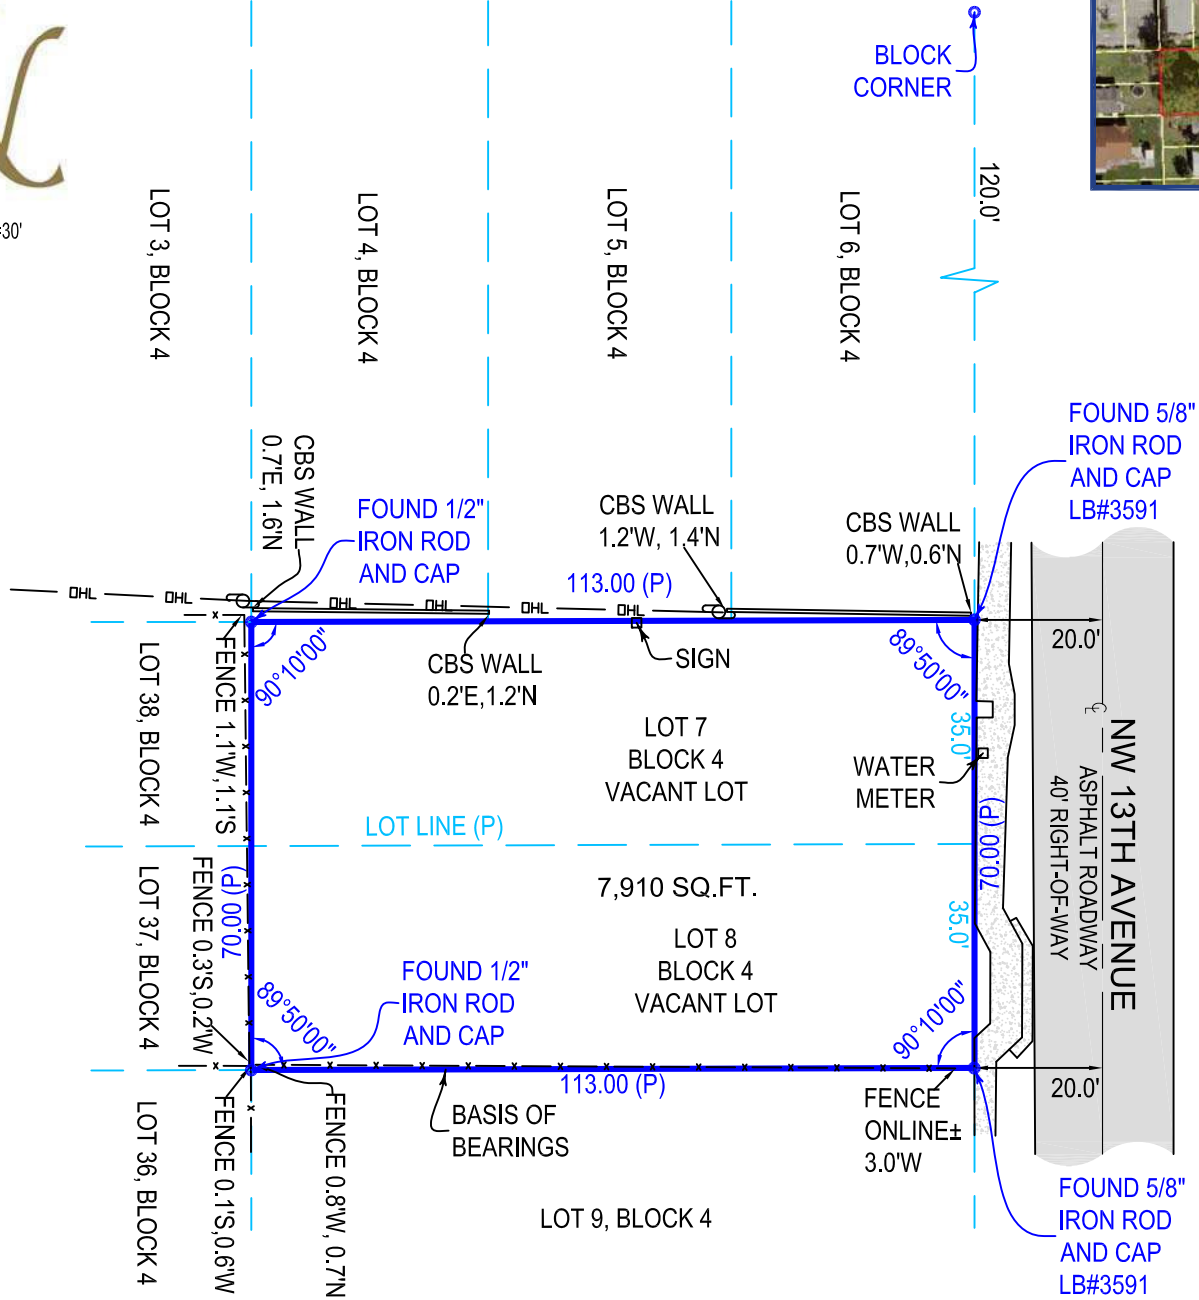 BLOCK
CORNER
120.0'
=30'
LOT 3, BLOCK 4
LOT 4, BLOCK 4
LOT 5, BLOCK 4
LOT 6, BLOCK 4
FOUND 5/8"
IRON ROD
AND CAP
LB#3591
CBS WALL
0.7'E, 1.6'N
FOUND 1/2"
IRON ROD
AND CAP
CBS WALL
1.2'W, 1.4'N
CBS WALL
0.7'W,0.6'N
113.00 (P)
OHL
OHL
OHL
OHL
OHL
OHL
SIGN
CBS WALL
0.2'E,1.2'N
90°10'00"
89°50'00"
20.0'
LOT 38, BLOCK 4
FENCE 1.1'W,1.1'S
LOT 7
BLOCK 4
VACANT LOT
35.0'
WATER
METER
70.00 (P)
NW 13TH AVENUE
ASPHALT ROADWAY
40' RIGHT-OF-WAY
LOT LINE (P)
LOT 37, BLOCK 4
FENCE 0.3'S,0.2'W
70.00 (P)
7,910 SQ.FT.
35.0'
LOT 8
BLOCK 4
VACANT LOT
FOUND 1/2"
IRON ROD
AND CAP
89°50'00"
90°10'00"
113.00 (P)
20.0'
BASIS OF
BEARINGS
FENCE
ONLINE±
3.0'W
LOT 36, BLOCK 4
FENCE 0.1'S,0.6'W
FENCE 0.8'W, 0.7'N
LOT 9, BLOCK 4
FOUND 5/8"
IRON ROD
AND CAP
LB#3591